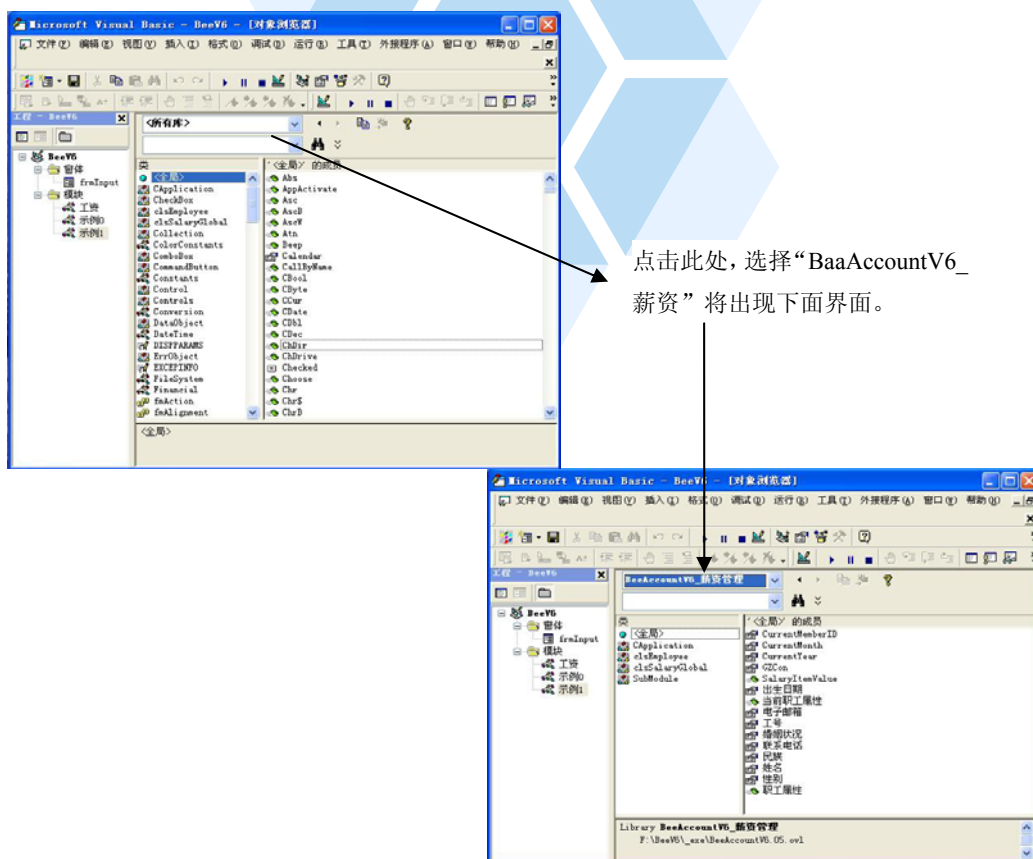 Microsoft Visual Basic - BeeV6 - [对象浏览器]
文件(F) 编辑(E) 视图(V) 插入(I) 格式(O) 调试(D) 运行(R) 工具(T) 外接程序(A) 窗口(W) 帮助(H)
工程 - BeeV6
<所有库>
BeeV6
窗体
frmInput
模块
工资
示例0
示例1
类
<全局>
CApplication
CheckBox
clsEmployee
clsSalaryGlobal
Collection
ColorConstants
ComboBox
CommandButton
Constants
Control
Controls
Conversion
DataObject
DateTime
DISPPARAMS
ErrObject
EXCEPINFO
FileSystem
Financial
fmAction
fmAlignment
'<全局>' 的成员
Abs
AppActivate
Asc
AscB
AscW
Atn
Beep
Calendar
CallByName
CBool
CByte
CCur
CDate
CDbl
CDec
ChDir
ChDrive
Checked
Choose
Chr
Chr$
ChrB
<全局>
点击此处，选择“BaaAccountV6_
薪资”将出现下面界面。
Microsoft Visual Basic - BeeV6 - [对象浏览器]
文件(F) 编辑(E) 视图(V) 插入(I) 格式(O) 调试(D) 运行(R) 工具(T) 外接程序(A) 窗口(W) 帮助(H)
工程 - BeeV6
BeeAccountV6_薪资管理
BeeV6
窗体
frmInput
模块
工资
示例0
示例1
类
<全局>
CApplication
clsEmployee
clsSalaryGlobal
SubModule
'<全局>' 的成员
CurrentMemberID
CurrentMonth
CurrentYear
GZCon
SalaryItemValue
出生日期
当前职工属性
电子邮箱
工号
婚姻状况
联系电话
民族
姓名
性别
职工属性
Library BeeAccountV6_薪资管理
F:\BeeV6\_exe\BeeAccountV6.05.ovl